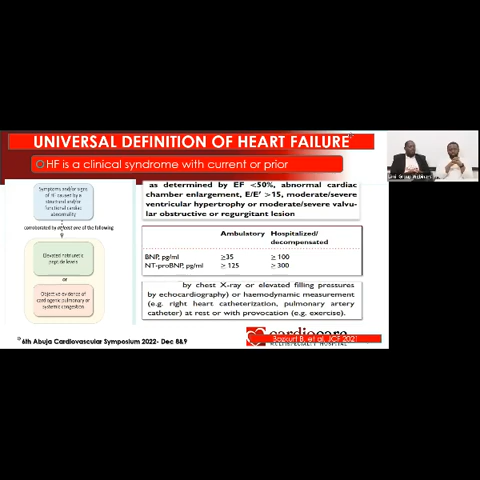 UNIVERSAL DEFINITION OF HEART FAILURE
HF is a clinical syndrome with current or prior
Symptoms and/or signs
of HF caused by a
structural and/or
functional cardiac
abnormality
corroborated by at least one of the following
Elevated natriuretic
peptide levels
or
Objective evidence of
cardiogenic pulmonary or
systemic congestion
as determined by EF <50%, abnormal cardiac
chamber enlargement, E/E' >15, moderate/severe
ventricular hypertrophy or moderate/severe valvu-
lar obstructive or regurgitant lesion
Ambulatory Hospitalized/
decompensated
BNP, pg/ml ≥35 ≥ 100
NT-proBNP, pg/ml ≥ 125 ≥ 300
by chest X-ray or elevated filling pressures
by echocardiography) or haemodynamic measurement
(e.g. right heart catheterization, pulmonary artery
catheter) at rest or with provocation (e.g. exercise).
6th Abuja Cardiovascular Symposium 2022- Dec 8&9
cardiocare
MULTISPECIALTY HOSPITAL
Bozkurt B, et al, JCF 2021